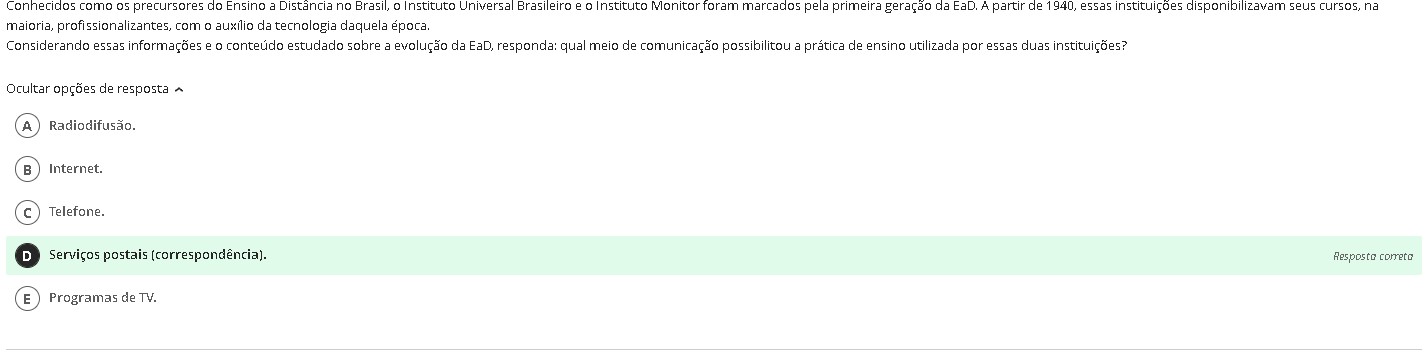 Conhecidos como os precursores do Ensino a Distância no Brasil, o Instituto Universal Brasileiro e o Instituto Monitor foram marcados pela primeira geração da EaD. A partir de 1940, essas instituições disponibilizavam seus cursos, na
maioria, profissionalizantes, com o auxílio da tecnologia daquela época.
Considerando essas informações e o conteúdo estudado sobre a evolução da EaD, responda: qual meio de comunicação possibilitou a prática de ensino utilizada por essas duas instituições?
Ocultar opções de resposta
A Radiodifusão.
B Internet.
C Telefone.
D Serviços postais (correspondência). Resposta correta
E Programas de TV.